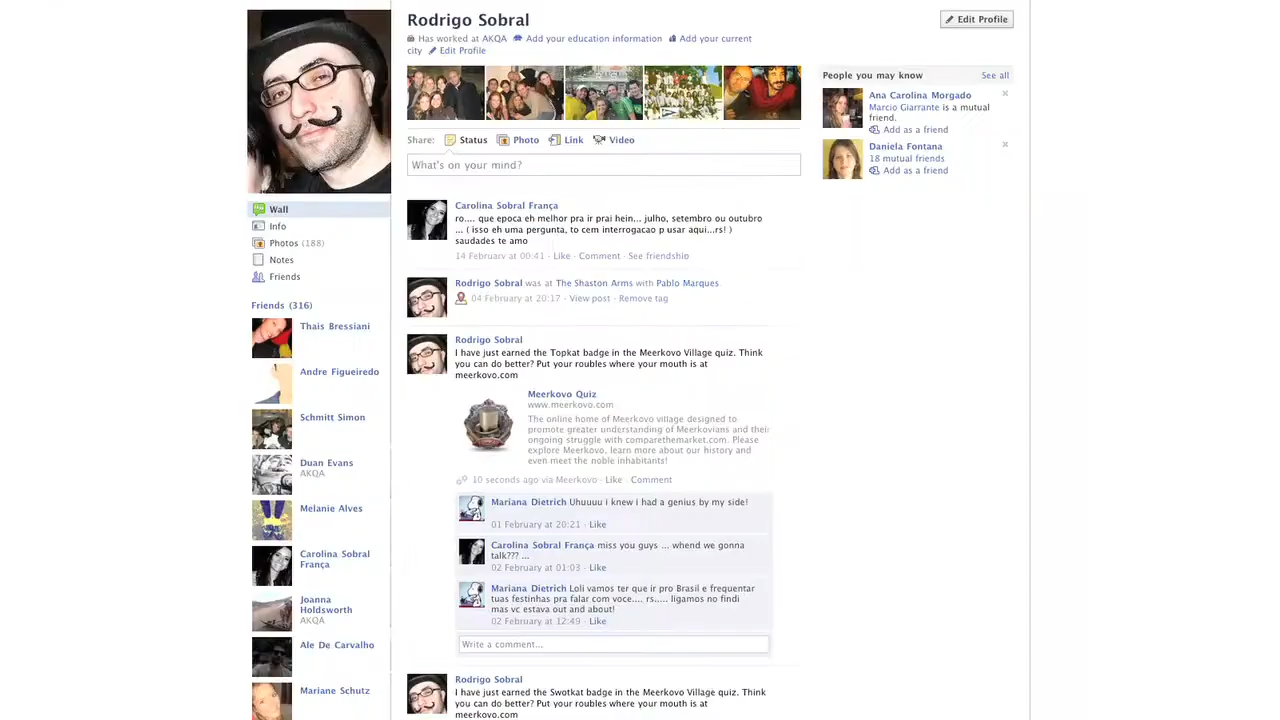 Rodrigo Sobral
Edit Profile
Has worked at AKQA Add your education information Add your current
city Edit Profile
People you may know See all
Ana Carolina Morgado
Marcio Giarrante is a mutual
friend.
Add as a friend
Daniela Fontana
18 mutual friends
Add as a friend
Share: Status Photo Link Video
What's on your mind?
Wall
Info
Photos (188)
Notes
Friends
Friends (316)
Thais Bressiani
Andre Figueiredo
Schmitt Simon
Duan Evans
AKQA
Melanie Alves
Carolina Sobral
França
Joanna
Holdsworth
AKQA
Ale De Carvalho
Mariane Schutz
Carolina Sobral França
ro.... que epoca eh melhor pra ir prai hein... julho, setembro ou outubro
... ( isso eh uma pergunta, to cem interrogacao p usar aqui...rs! )
saudades te amo
14 February at 00:41 · Like · Comment · See friendship
Rodrigo Sobral was at The Shaston Arms with Pablo Marques.
04 February at 20:17 · View post · Remove tag
Rodrigo Sobral
I have just earned the Topkat badge in the Meerkovo Village quiz. Think
you can do better? Put your roubles where your mouth is at
meerkovo.com
Meerkovo Quiz
www.meerkovo.com
The online home of Meerkovo village designed to
promote greater understanding of Meerkovians and their
ongoing struggle with comparethemarket.com. Please
explore Meerkovo, learn more about our history and
even meet the noble inhabitants!
10 seconds ago via Meerkovo · Like · Comment
Mariana Dietrich Uhuuuu i knew i had a genius by my side!
01 February at 20:21 · Like
Carolina Sobral França miss you guys ... whend we gonna
talk??? ...
02 February at 01:03 · Like
Mariana Dietrich Loli vamos ter que ir pro Brasil e frequentar
tuas festinhas pra falar com voce.... rs..... ligamos no findi
mas vc estava out and about!
02 February at 12:49 · Like
Write a comment...
Rodrigo Sobral
I have just earned the Swotkat badge in the Meerkovo Village quiz. Think
you can do better? Put your roubles where your mouth is at
meerkovo.com